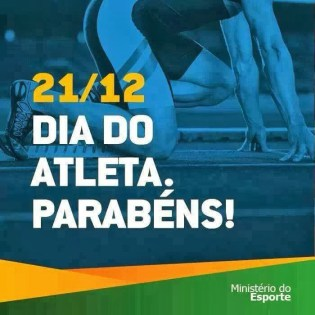 21/12
DIA DO
ATLETA.
PARABÉNS!
Ministério do
Esporte